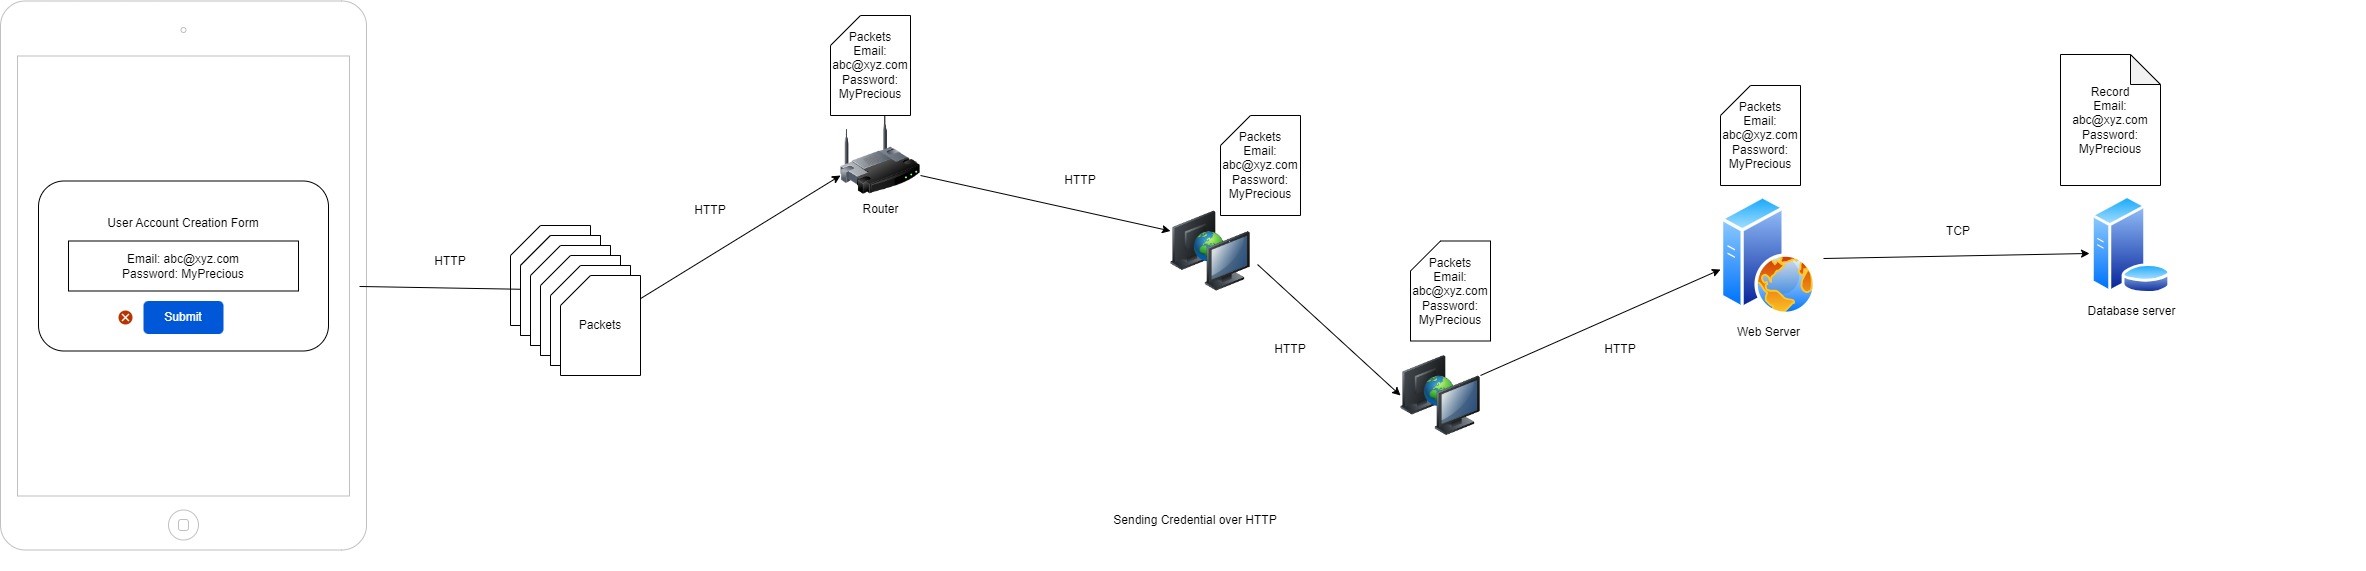 User Account Creation Form
Email: abc@xyz.com
Password: MyPrecious
Submit
HTTP
Packets
HTTP
Packets
Email:
abc@xyz.com
Password:
MyPrecious
Router
HTTP
Packets
Email:
abc@xyz.com
Password:
MyPrecious
HTTP
Packets
Email:
abc@xyz.com
Password:
MyPrecious
HTTP
Packets
Email:
abc@xyz.com
Password:
MyPrecious
Web Server
TCP
Record
Email:
abc@xyz.com
Password:
MyPrecious
Database server
Sending Credential over HTTP